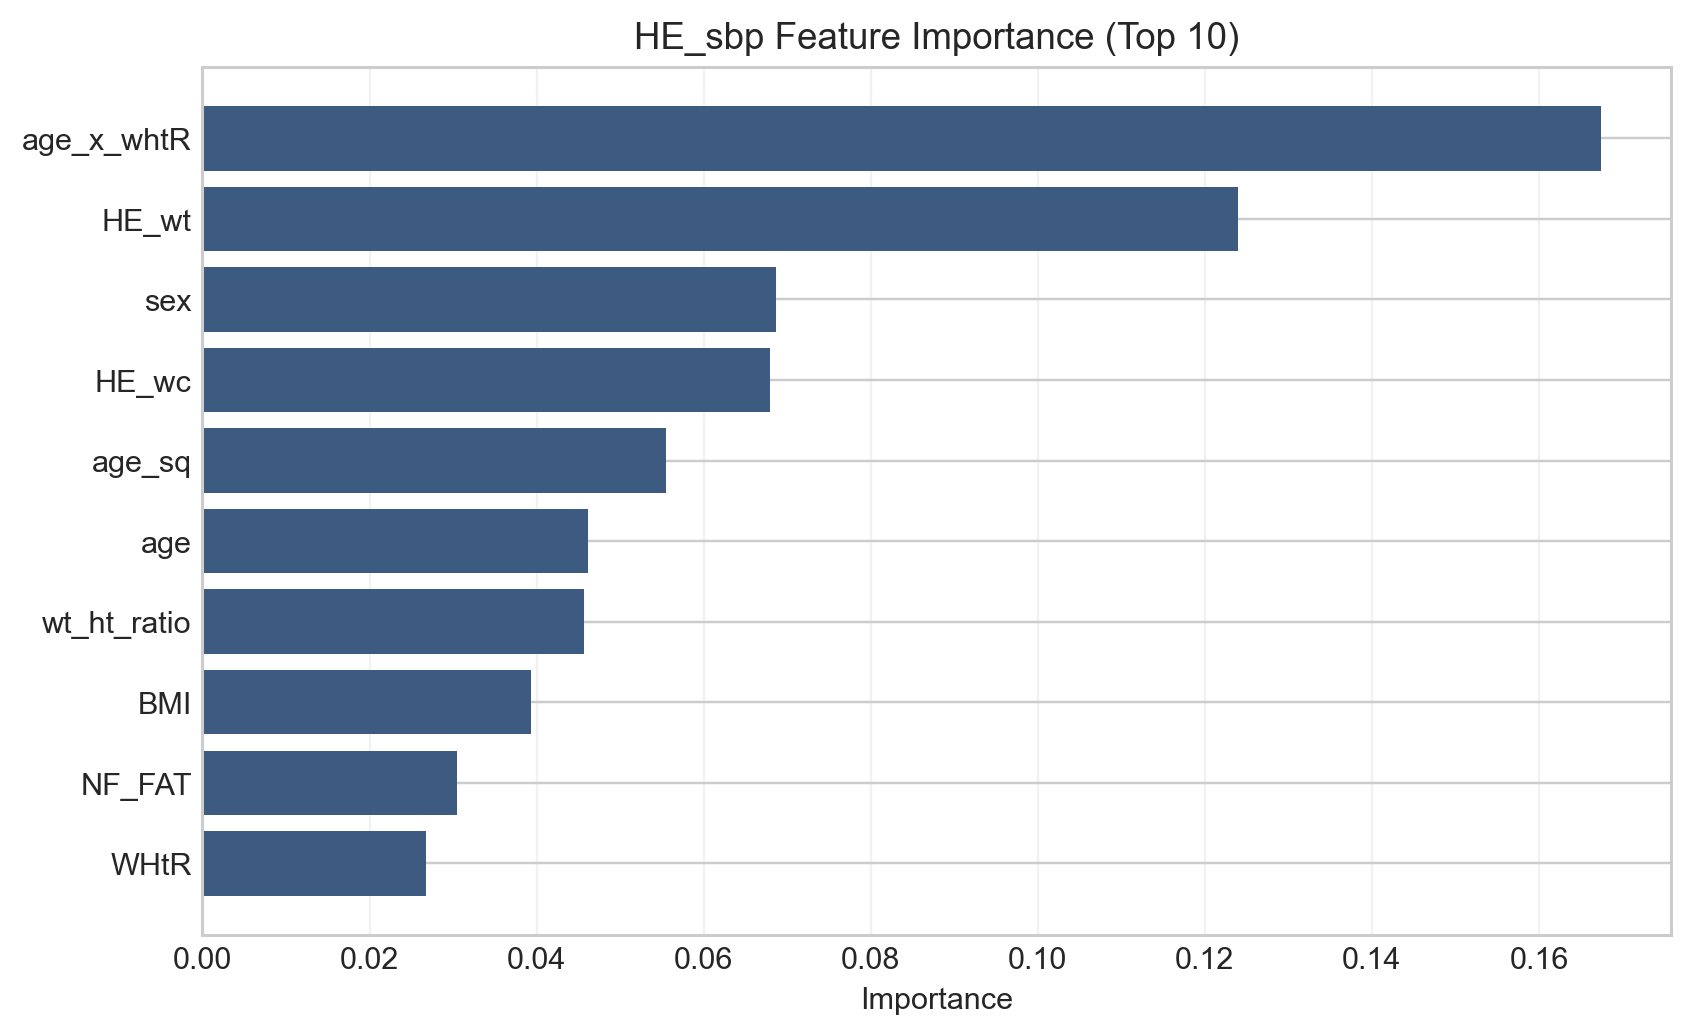 HE_sbp Feature Importance (Top 10)
age_x_whtR
HE_wt
sex
HE_wc
age_sq
age
wt_ht_ratio
BMI
NF_FAT
WHtR
0.00 0.02 0.04 0.06 0.08 0.10 0.12 0.14 0.16
Importance